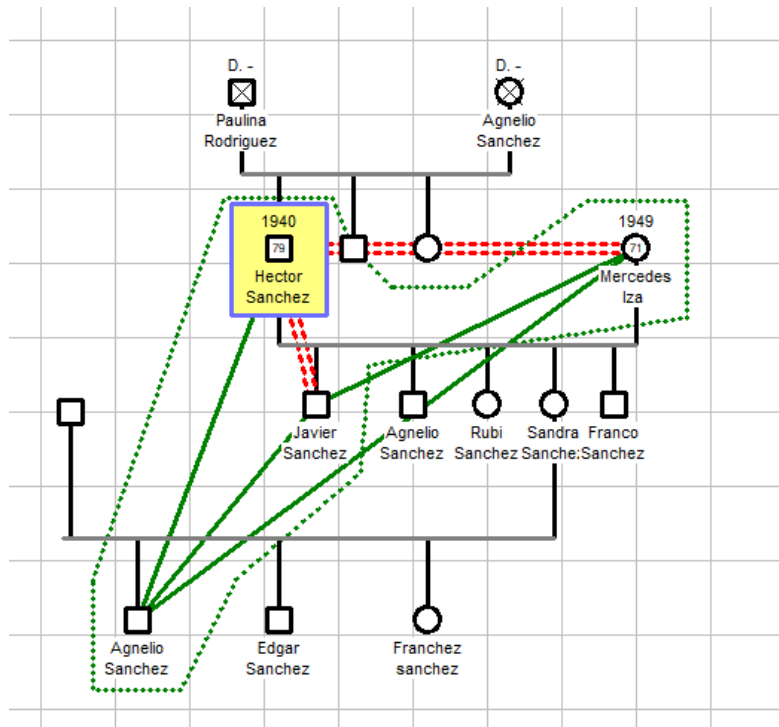 D. -
D. -
Paulina
Rodriguez
Agnelio
Sanchez
1940
79
Hector
Sanchez
1949
71
Mercedes
Iza
Javier
Sanchez
Agnelio
Sanchez
Rubi
Sanchez
Sandra
Sanchez
Franco
Sanchez
Agnelio
Sanchez
Edgar
Sanchez
Franchez
sanchez